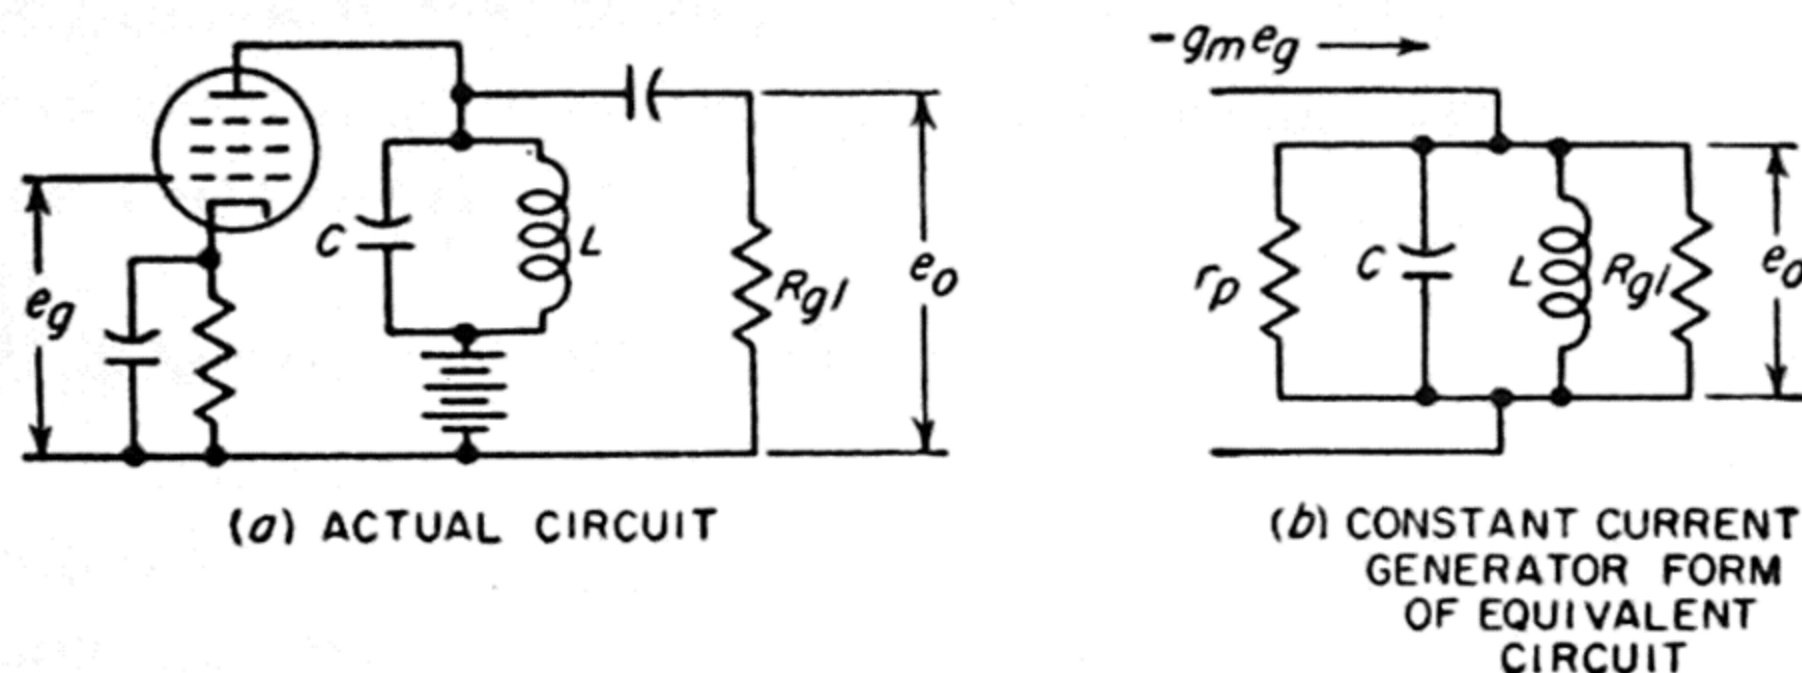 C
L
eg
Rgl
eo
(a) ACTUAL CIRCUIT
-gmeg
rp
C
L
Rgl
eo
(b) CONSTANT CURRENT
GENERATOR FORM
OF EQUIVALENT
CIRCUIT